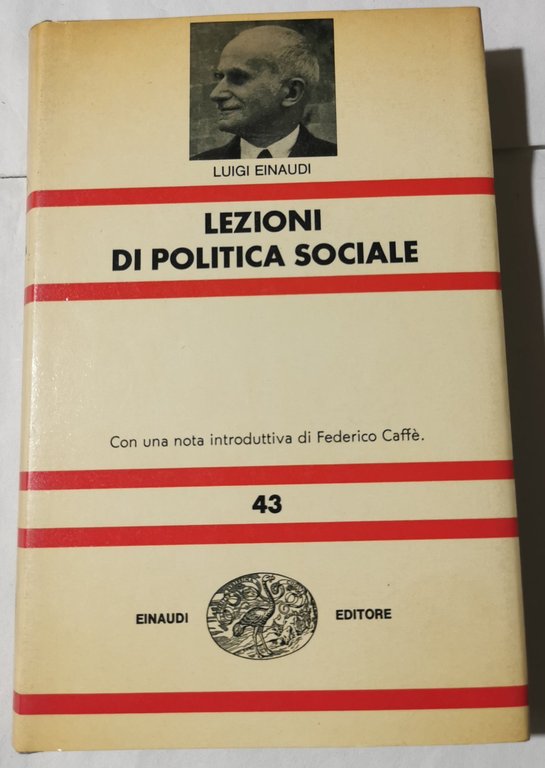 LUIGI EINAUDI
LEZIONI
DI POLITICA SOCIALE
Con una nota introduttiva di Federico Caffè.
43
EINAUDI EDITORE